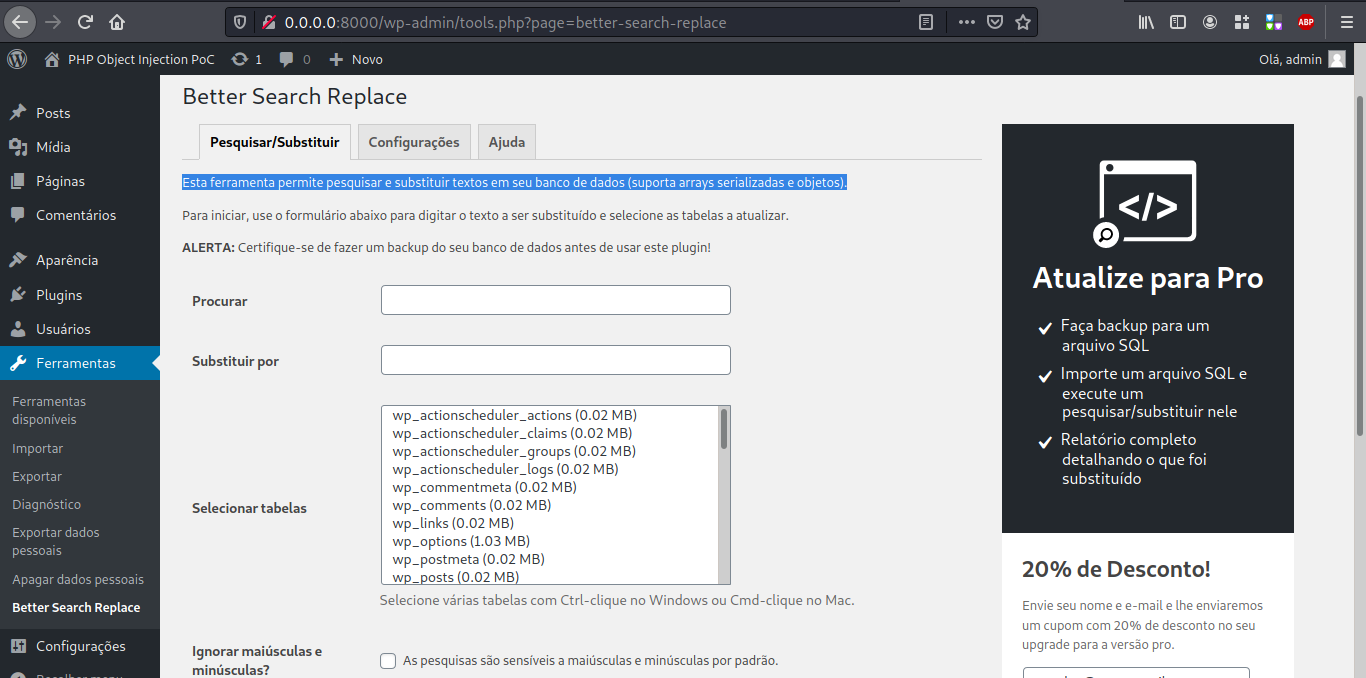 0.0.0.0:8000/wp-admin/tools.php?page=better-search-replace
ABP
PHP Object Injection PoC
1
0
Novo
Olá, admin
Posts
Mídia
Páginas
Comentários
Aparência
Plugins
Usuários
Ferramentas
Ferramentas
disponíveis
Importar
Exportar
Diagnóstico
Exportar dados
pessoais
Apagar dados pessoais
Better Search Replace
Configurações
Better Search Replace
Pesquisar/Substituir
Configurações
Ajuda
Esta ferramenta permite pesquisar e substituir textos em seu banco de dados (suporta arrays serializadas e objetos).
Para iniciar, use o formulário abaixo para digitar o texto a ser substituído e selecione as tabelas a atualizar.
ALERTA: Certifique-se de fazer um backup do seu banco de dados antes de usar este plugin!
Procurar
Substituir por
Selecionar tabelas
wp_actionscheduler_actions (0.02 MB)
wp_actionscheduler_claims (0.02 MB)
wp_actionscheduler_groups (0.02 MB)
wp_actionscheduler_logs (0.02 MB)
wp_commentmeta (0.02 MB)
wp_comments (0.02 MB)
wp_links (0.02 MB)
wp_options (1.03 MB)
wp_postmeta (0.02 MB)
wp_posts (0.02 MB)
Selecione várias tabelas com Ctrl-clique no Windows ou Cmd-clique no Mac.
Ignorar maiúsculas e
minúsculas?
As pesquisas são sensíveis a maiúsculas e minúsculas por padrão.
</>
Atualize para Pro
Faça backup para um
arquivo SQL
Importe um arquivo SQL e
execute um
pesquisar/substituir nele
Relatório completo
detalhando o que foi
substituído
20% de Desconto!
Envie seu nome e e-mail e lhe enviaremos
um cupom com 20% de desconto no seu
upgrade para a versão pro.